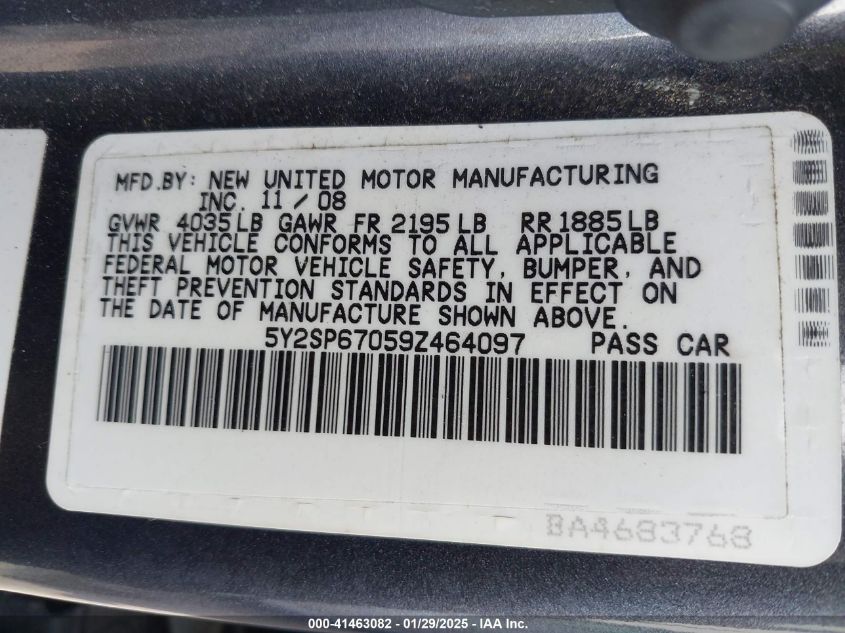 MFD.BY: NEW UNITED MOTOR MANUFACTURING
INC. 11 / 08
GVWR 4035 LB GAWR FR 2195 LB RR 1885 LB
THIS VEHICLE CONFORMS TO ALL APPLICABLE
FEDERAL MOTOR VEHICLE SAFETY, BUMPER, AND
THEFT PREVENTION STANDARDS IN EFFECT ON
THE DATE OF MANUFACTURE SHOWN ABOVE.
5Y2SP67059Z464097 PASS CAR
BA4683768
000-41463082 - 01/29/2025 - IAA Inc.